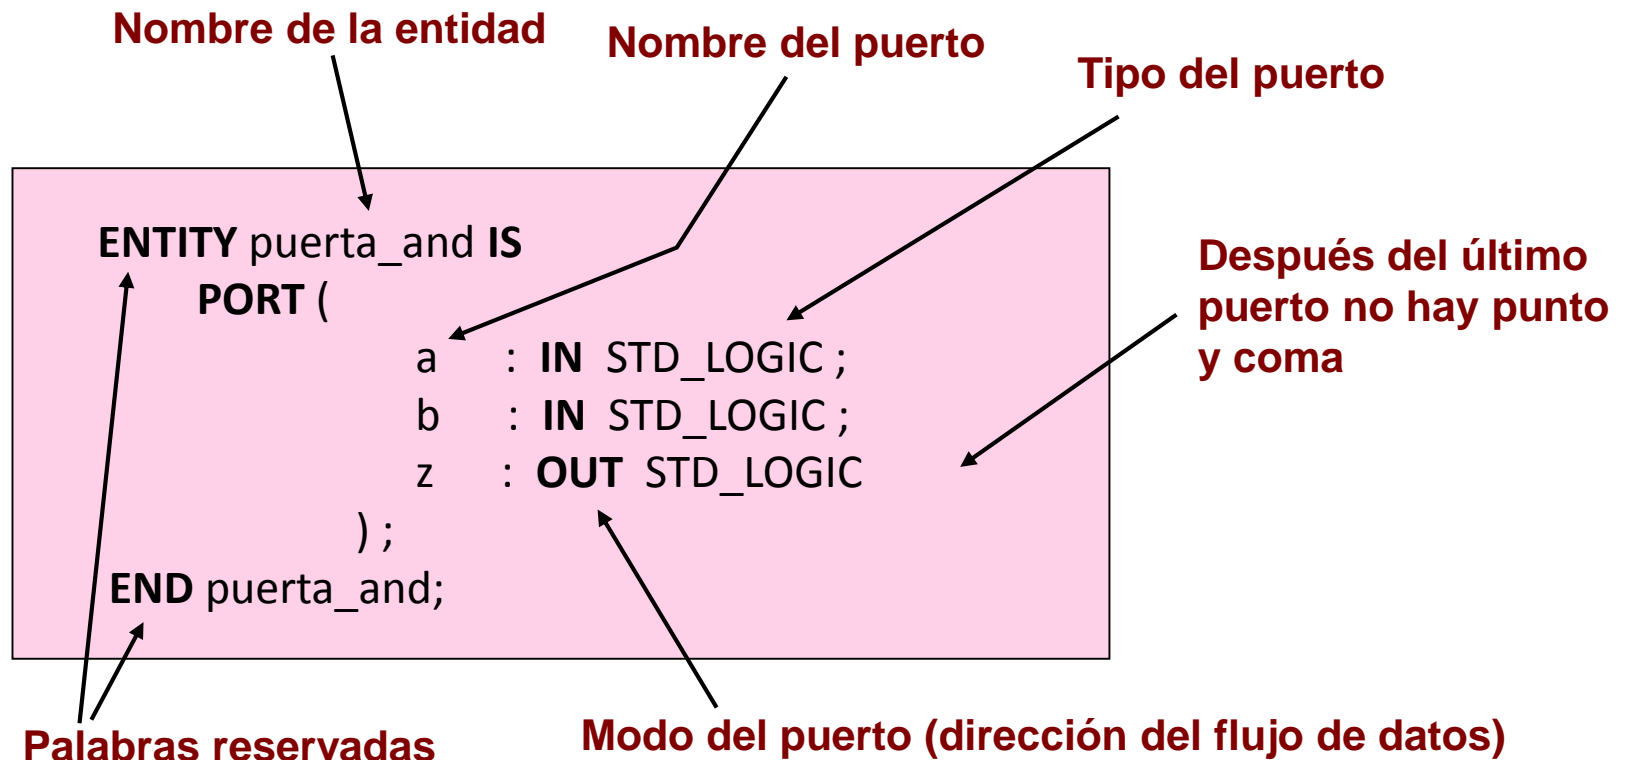 Nombre de la entidad
Nombre del puerto
Tipo del puerto
ENTITY puerta_and IS
PORT (
a : IN STD_LOGIC ;
b : IN STD_LOGIC ;
z : OUT STD_LOGIC
) ;
END puerta_and;
Después del último
puerto no hay punto
y coma
Palabras reservadas
Modo del puerto (dirección del flujo de datos)